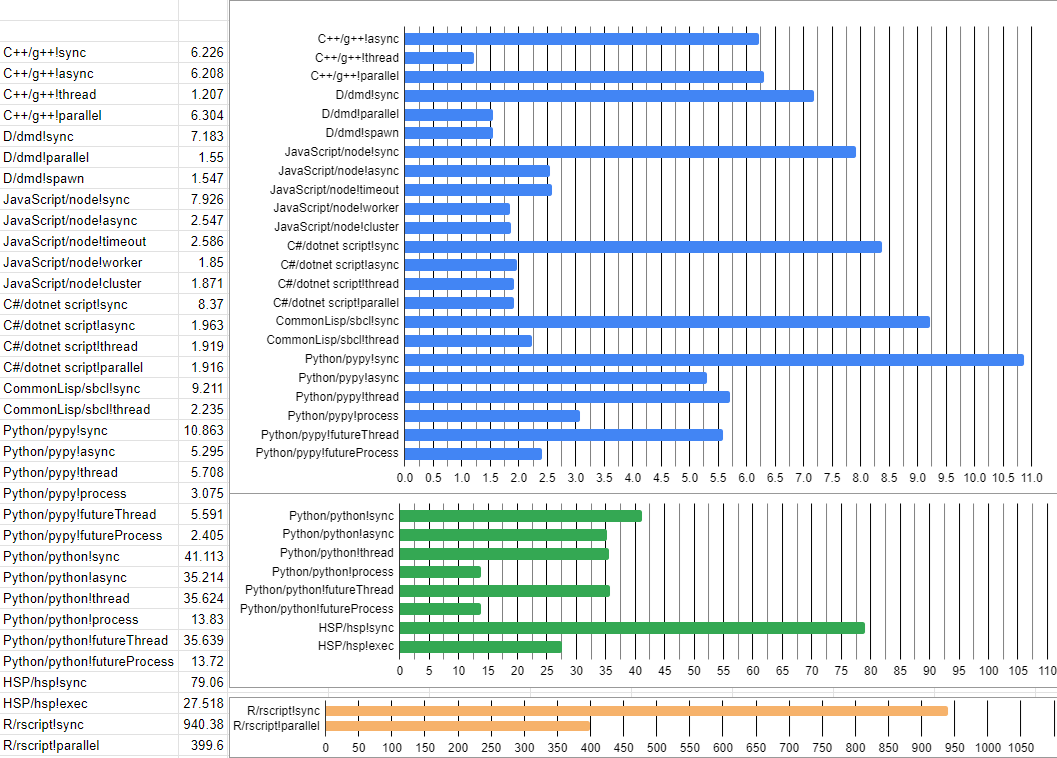 C++/g++!sync 6.226
C++/g++!async 6.208
C++/g++!thread 1.207
C++/g++!parallel 6.304
D/dmd!sync 7.183
D/dmd!parallel 1.55
D/dmd!spawn 1.547
JavaScript/node!sync 7.926
JavaScript/node!async 2.547
JavaScript/node!timeout 2.586
JavaScript/node!worker 1.85
JavaScript/node!cluster 1.871
C#/dotnet script!sync 8.37
C#/dotnet script!async 1.963
C#/dotnet script!thread 1.919
C#/dotnet script!parallel 1.916
CommonLisp/sbcl!sync 9.211
CommonLisp/sbcl!thread 2.235
Python/pypy!sync 10.863
Python/pypy!async 5.295
Python/pypy!thread 5.708
Python/pypy!process 3.075
Python/pypy!futureThread 5.591
Python/pypy!futureProcess 2.405
Python/python!sync 41.113
Python/python!async 35.214
Python/python!thread 35.624
Python/python!process 13.83
Python/python!futureThread 35.639
Python/python!futureProcess 13.72
HSP/hsp!sync 79.06
HSP/hsp!exec 27.518
R/rscript!sync 940.38
R/rscript!parallel 399.6
C++/g++!async
C++/g++!thread
C++/g++!parallel
D/dmd!sync
D/dmd!parallel
D/dmd!spawn
JavaScript/node!sync
JavaScript/node!async
JavaScript/node!timeout
JavaScript/node!worker
JavaScript/node!cluster
C#/dotnet script!sync
C#/dotnet script!async
C#/dotnet script!thread
C#/dotnet script!parallel
CommonLisp/sbcl!sync
CommonLisp/sbcl!thread
Python/pypy!sync
Python/pypy!async
Python/pypy!thread
Python/pypy!process
Python/pypy!futureThread
Python/pypy!futureProcess
0.0 0.5 1.0 1.5 2.0 2.5 3.0 3.5 4.0 4.5 5.0 5.5 6.0 6.5 7.0 7.5 8.0 8.5 9.0 9.5 10.0 10.5 11.0
Python/python!sync
Python/python!async
Python/python!thread
Python/python!process
Python/python!futureThread
Python/python!futureProcess
HSP/hsp!sync
HSP/hsp!exec
0 5 10 15 20 25 30 35 40 45 50 55 60 65 70 75 80 85 90 95 100 105 110
R/rscript!sync
R/rscript!parallel
0 50 100 150 200 250 300 350 400 450 500 550 600 650 700 750 800 850 900 950 1000 1050